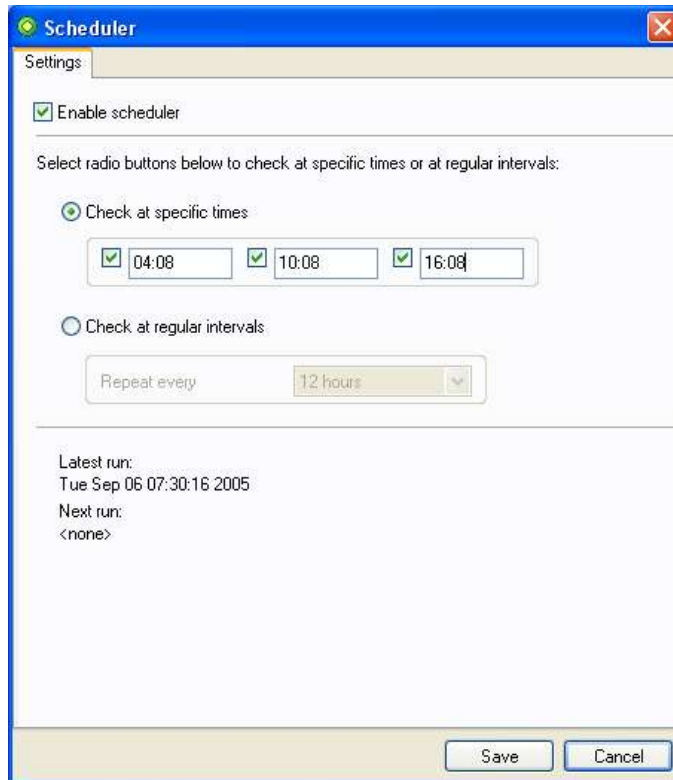 Scheduler
Settings
Enable scheduler
Select radio buttons below to check at specific times or at regular intervals:
Check at specific times
04:08 10:08 16:08
Check at regular intervals
Repeat every 12 hours
Latest run:
Tue Sep 06 07:30:16 2005
Next run:
<none>
Save Cancel